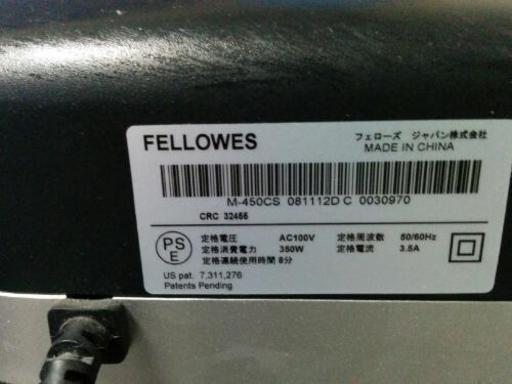 FELLOWES
フェローズ ジャパン株式会社
MADE IN CHINA
M-450CS 081112D C 0030970
CRC 32455
PS E
定格電圧 AC100V 定格周波数 50/60Hz
定格消費電力 350W 定格電流 3.5A
定格連続使用時間 8分
US pat. 7,311,276
Patents Pending